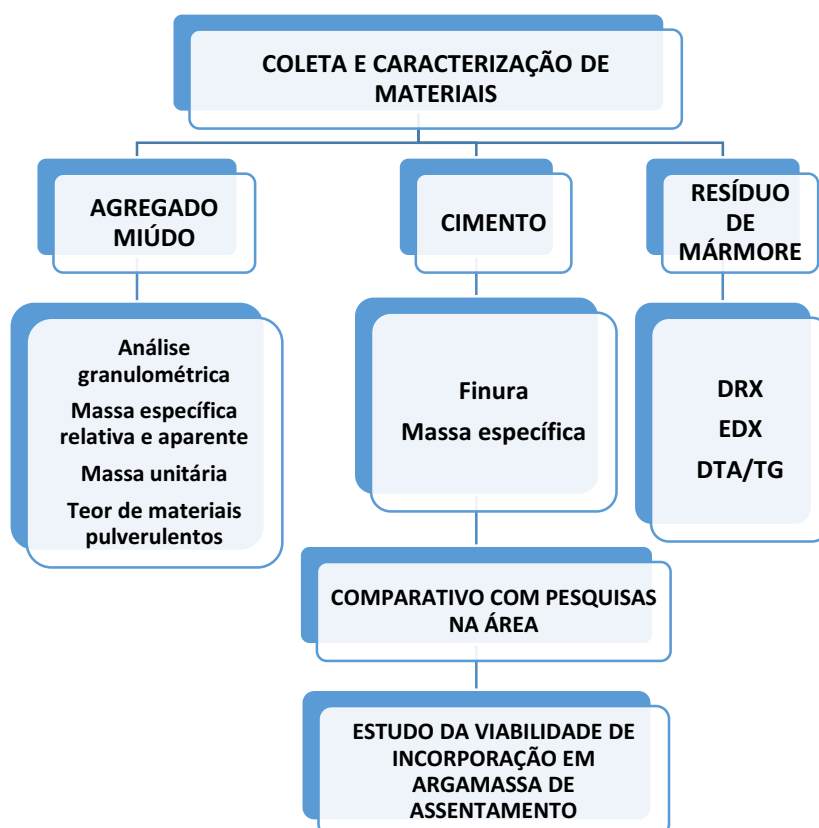 COLETA E CARACTERIZAÇÃO DE
MATERIAIS
AGREGADO
MIÚDO
CIMENTO
RESÍDUO
DE
MÁRMORE
Análise
granulométrica
Massa específica
relativa e aparente
Massa unitária
Teor de materiais
pulverulentos
Finura
Massa específica
DRX
EDX
DTA/TG
COMPARATIVO COM PESQUISAS
NA ÁREA
ESTUDO DA VIABILIDADE DE
INCORPORAÇÃO EM
ARGAMASSA DE
ASSENTAMENTO